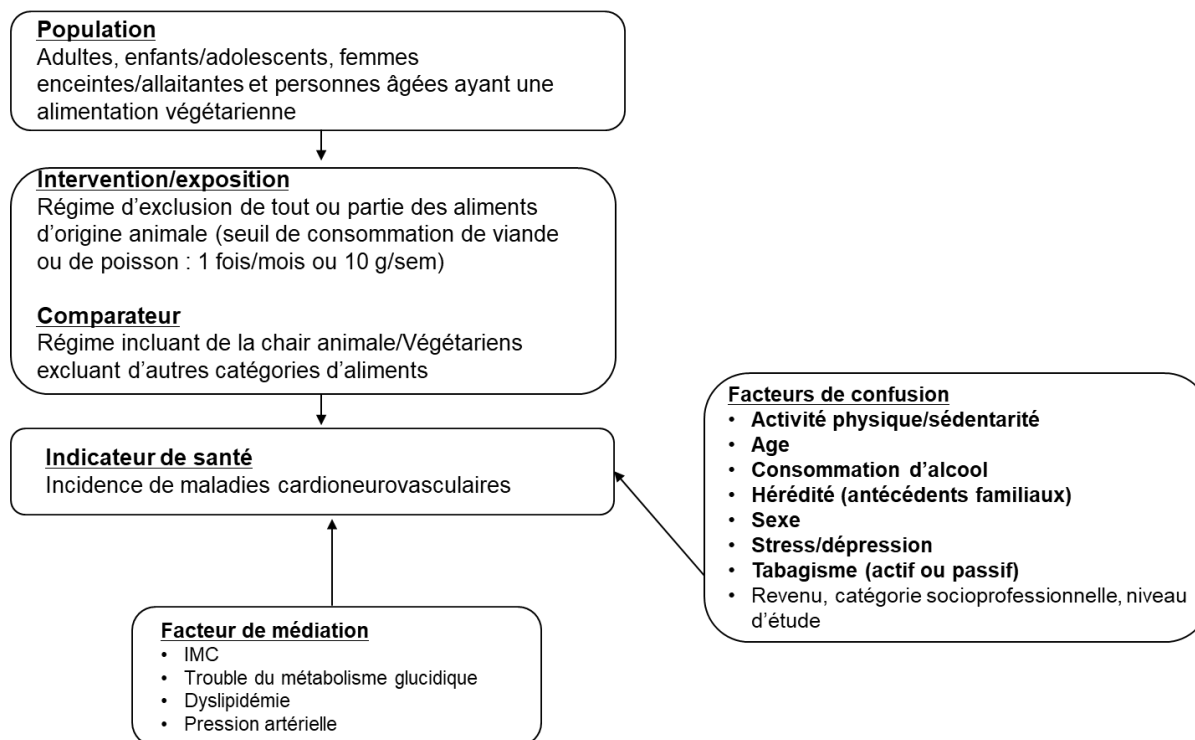 Population
Adultes, enfants/adolescents, femmes
enceintes/allaitantes et personnes âgées ayant une
alimentation végétarienne
Intervention/exposition
Régime d'exclusion de tout ou partie des aliments
d'origine animale (seuil de consommation de viande
ou de poisson : 1 fois/mois ou 10 g/sem)
Comparateur
Régime incluant de la chair animale/Végétariens
excluant d'autres catégories d'aliments
Indicateur de santé
Incidence de maladies cardioneurovasculaires
Facteurs de confusion
• Activité physique/sédentarité
• Age
• Consommation d'alcool
• Hérédité (antécédents familiaux)
• Sexe
• Stress/dépression
• Tabagisme (actif ou passif)
• Revenu, catégorie socioprofessionnelle, niveau
d'étude
Facteur de médiation
• IMC
• Trouble du métabolisme glucidique
• Dyslipidémie
• Pression artérielle